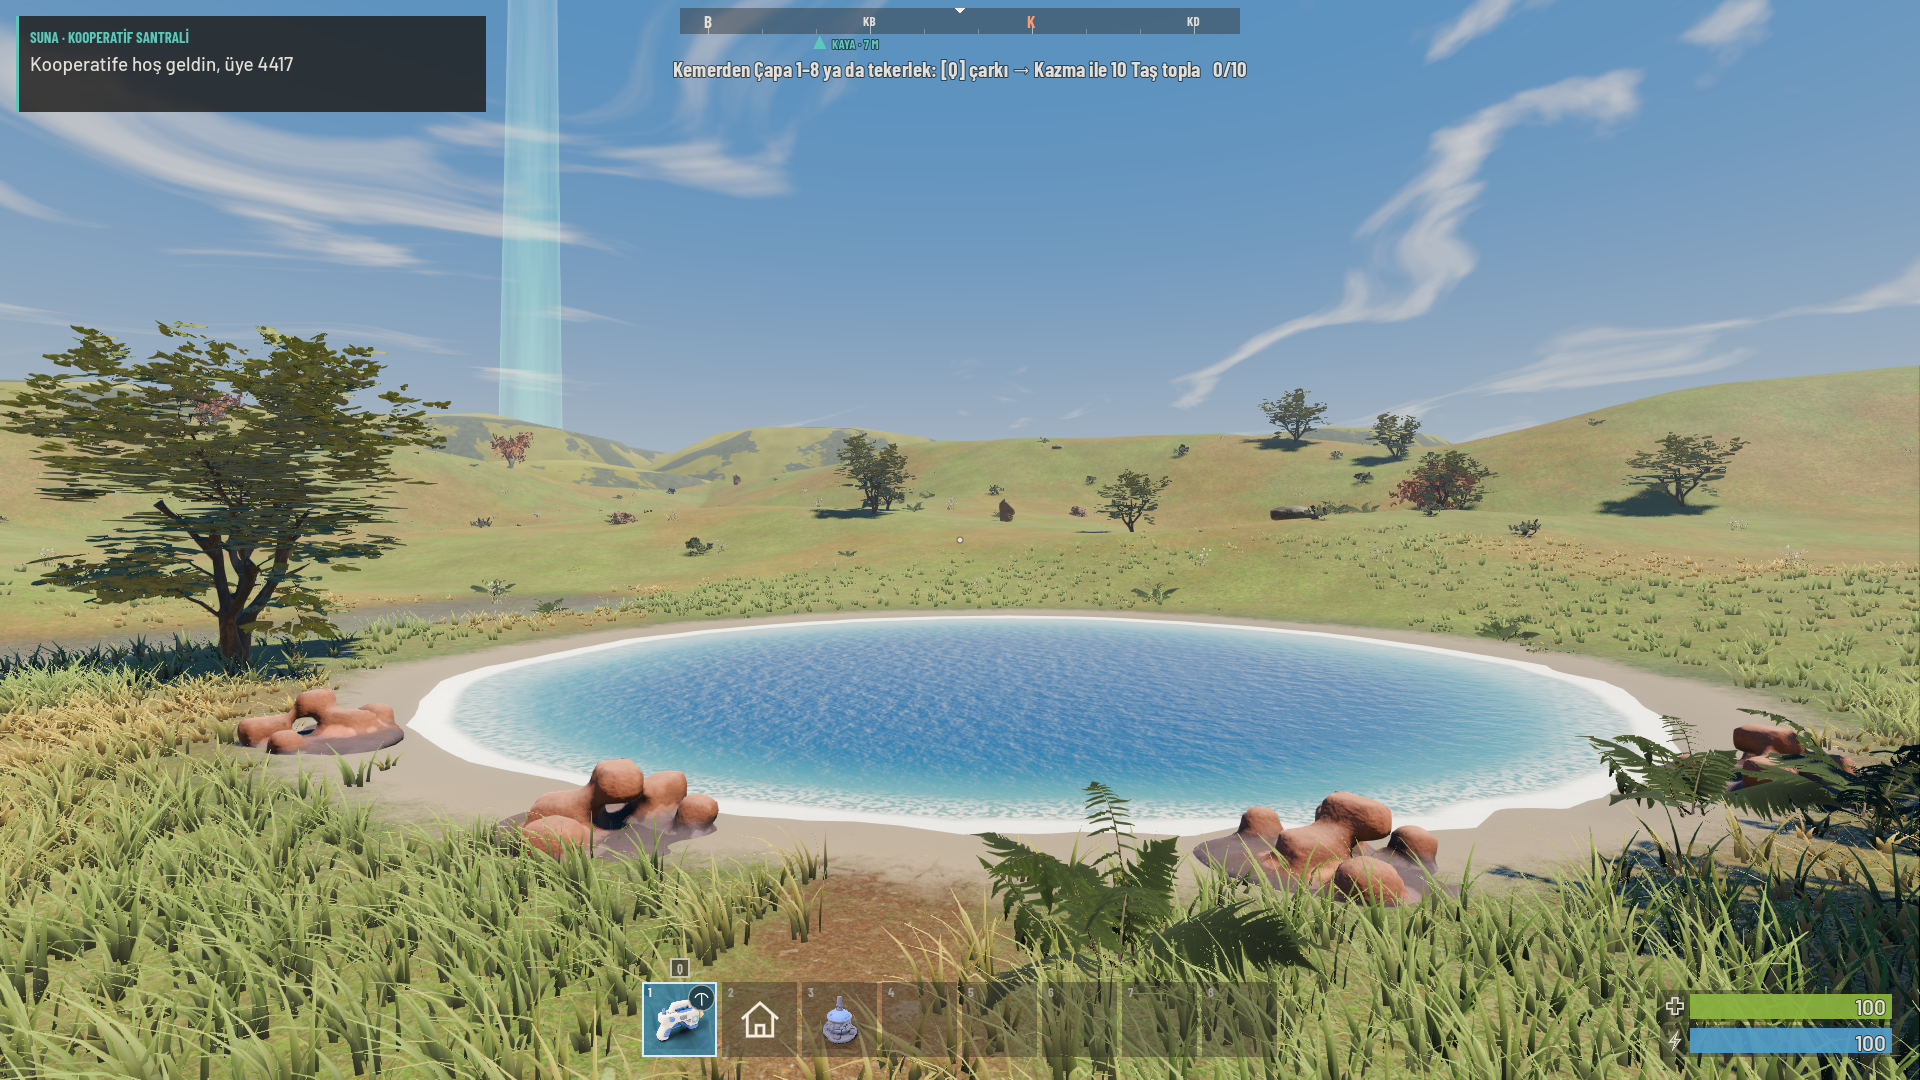 SUNA · KOOPERATİF SANTRALİ
Kooperatife hoş geldin, üye 4417
B KB K KD
KAYA · 7 M
Kemerden Çapa 1-8 ya da tekerlek: [Q] çarkı → Kazma ile 10 Taş topla 0/10
Q
1 2 3 4 5 6 7 8
100
100